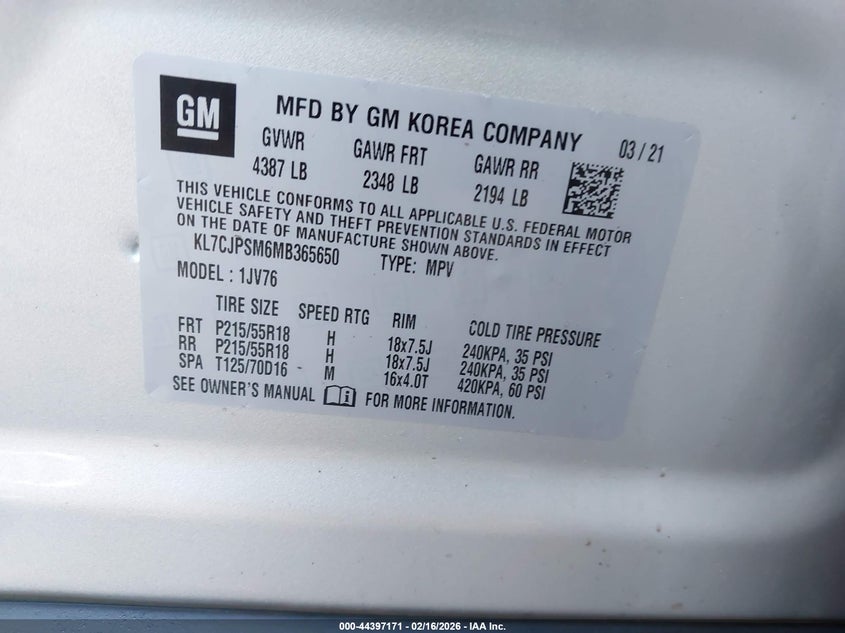 GM
MFD BY GM KOREA COMPANY 03 / 21
GVWR GAWR FRT GAWR RR
4387 LB 2348 LB 2194 LB
THIS VEHICLE CONFORMS TO ALL APPLICABLE U.S. FEDERAL MOTOR
VEHICLE SAFETY AND THEFT PREVENTION STANDARDS IN EFFECT
ON THE DATE OF MANUFACTURE SHOWN ABOVE.
KL7CJPSM6MB365650 TYPE: MPV
MODEL : 1JV76
TIRE SIZE SPEED RTG RIM COLD TIRE PRESSURE
FRT P215/55R18 H 18x7.5J 240KPA, 35 PSI
RR P215/55R18 H 18x7.5J 240KPA, 35 PSI
SPA T125/70D16 M 16x4.0T 420KPA, 60 PSI
SEE OWNER'S MANUAL i FOR MORE INFORMATION.
000-44397171 | 02/16/2026 - IAA Inc.